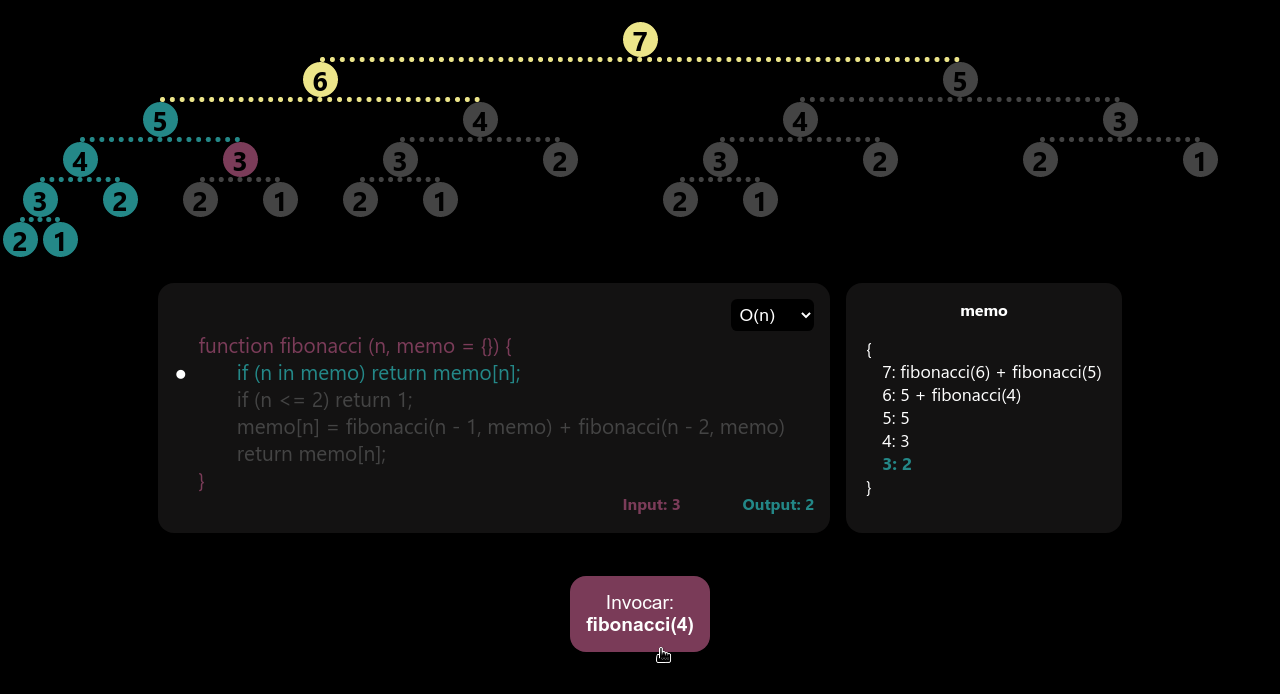 7
6 5
5 4 4 3
4 3 3 2 3 2 2 1
3 2 2 1 2 1 2 1
2 1
O(n)
function fibonacci (n, memo = {}) {
if (n in memo) return memo[n];
if (n <= 2) return 1;
memo[n] = fibonacci(n - 1, memo) + fibonacci(n - 2, memo)
return memo[n];
}
Input: 3 Output: 2
memo
{
7: fibonacci(6) + fibonacci(5)
6: 5 + fibonacci(4)
5: 5
4: 3
3: 2
}
Invocar:
fibonacci(4)